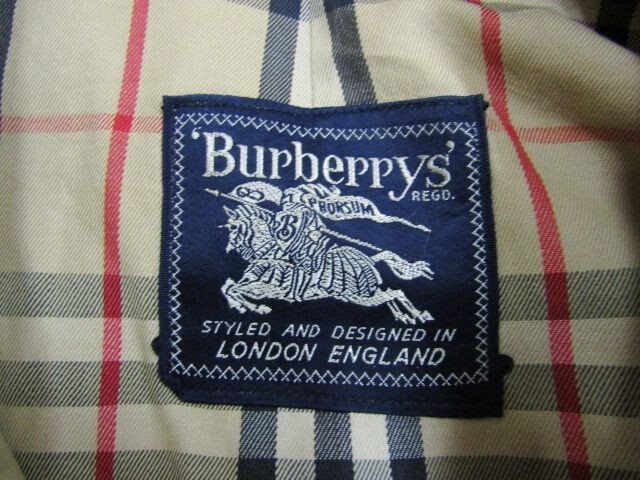 'Burberrys'
REGD.
PRORSUM
B
STYLED AND DESIGNED IN
LONDON ENGLAND